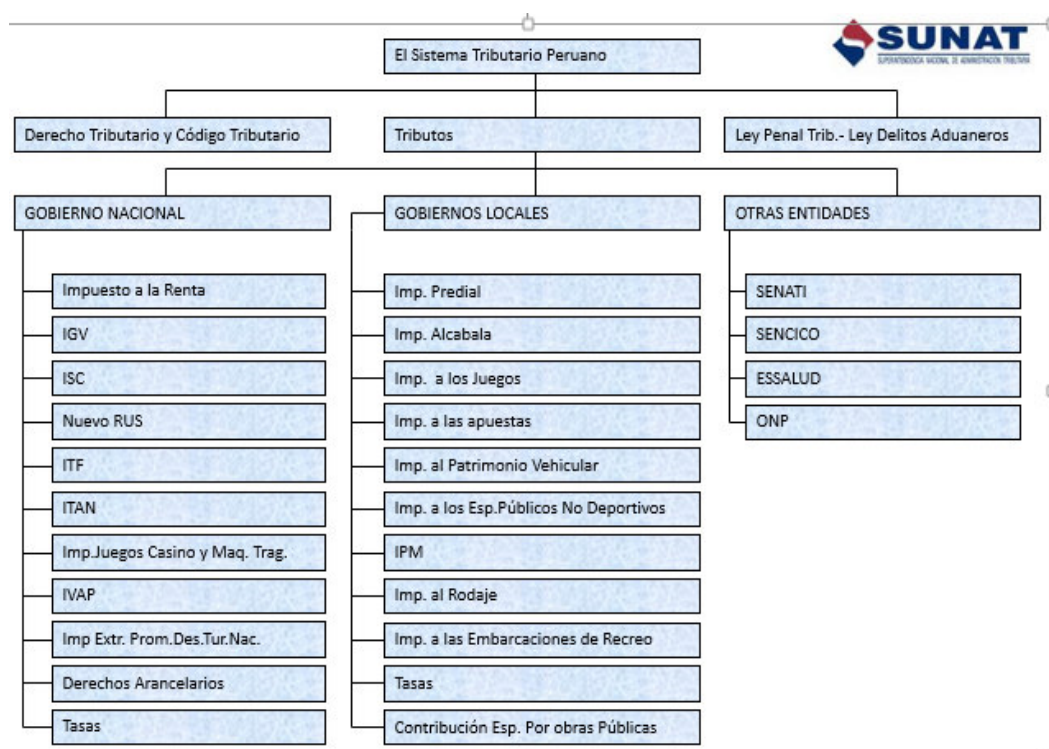 El Sistema Tributario Peruano
SUNAT
SUPERINTENDENCIA NACIONAL DE ADMINISTRACIÓN TRIBUTARIA
Derecho Tributario y Código Tributario
Tributos
Ley Penal Trib.- Ley Delitos Aduaneros
GOBIERNO NACIONAL
Impuesto a la Renta
IGV
ISC
Nuevo RUS
ITF
ITAN
Imp.Juegos Casino y Maq. Trag.
IVAP
Imp Extr. Prom.Des.Tur.Nac.
Derechos Arancelarios
Tasas
GOBIERNOS LOCALES
Imp. Predial
Imp. Alcabala
Imp.  a los Juegos
Imp. a las apuestas
Imp. al Patrimonio Vehicular
Imp. a los Esp.Públicos No Deportivos
IPM
Imp. al Rodaje
Imp. a las Embarcaciones de Recreo
Tasas
Contribución Esp. Por obras Públicas
OTRAS ENTIDADES
SENATI
SENCICO
ESSALUD
ONP